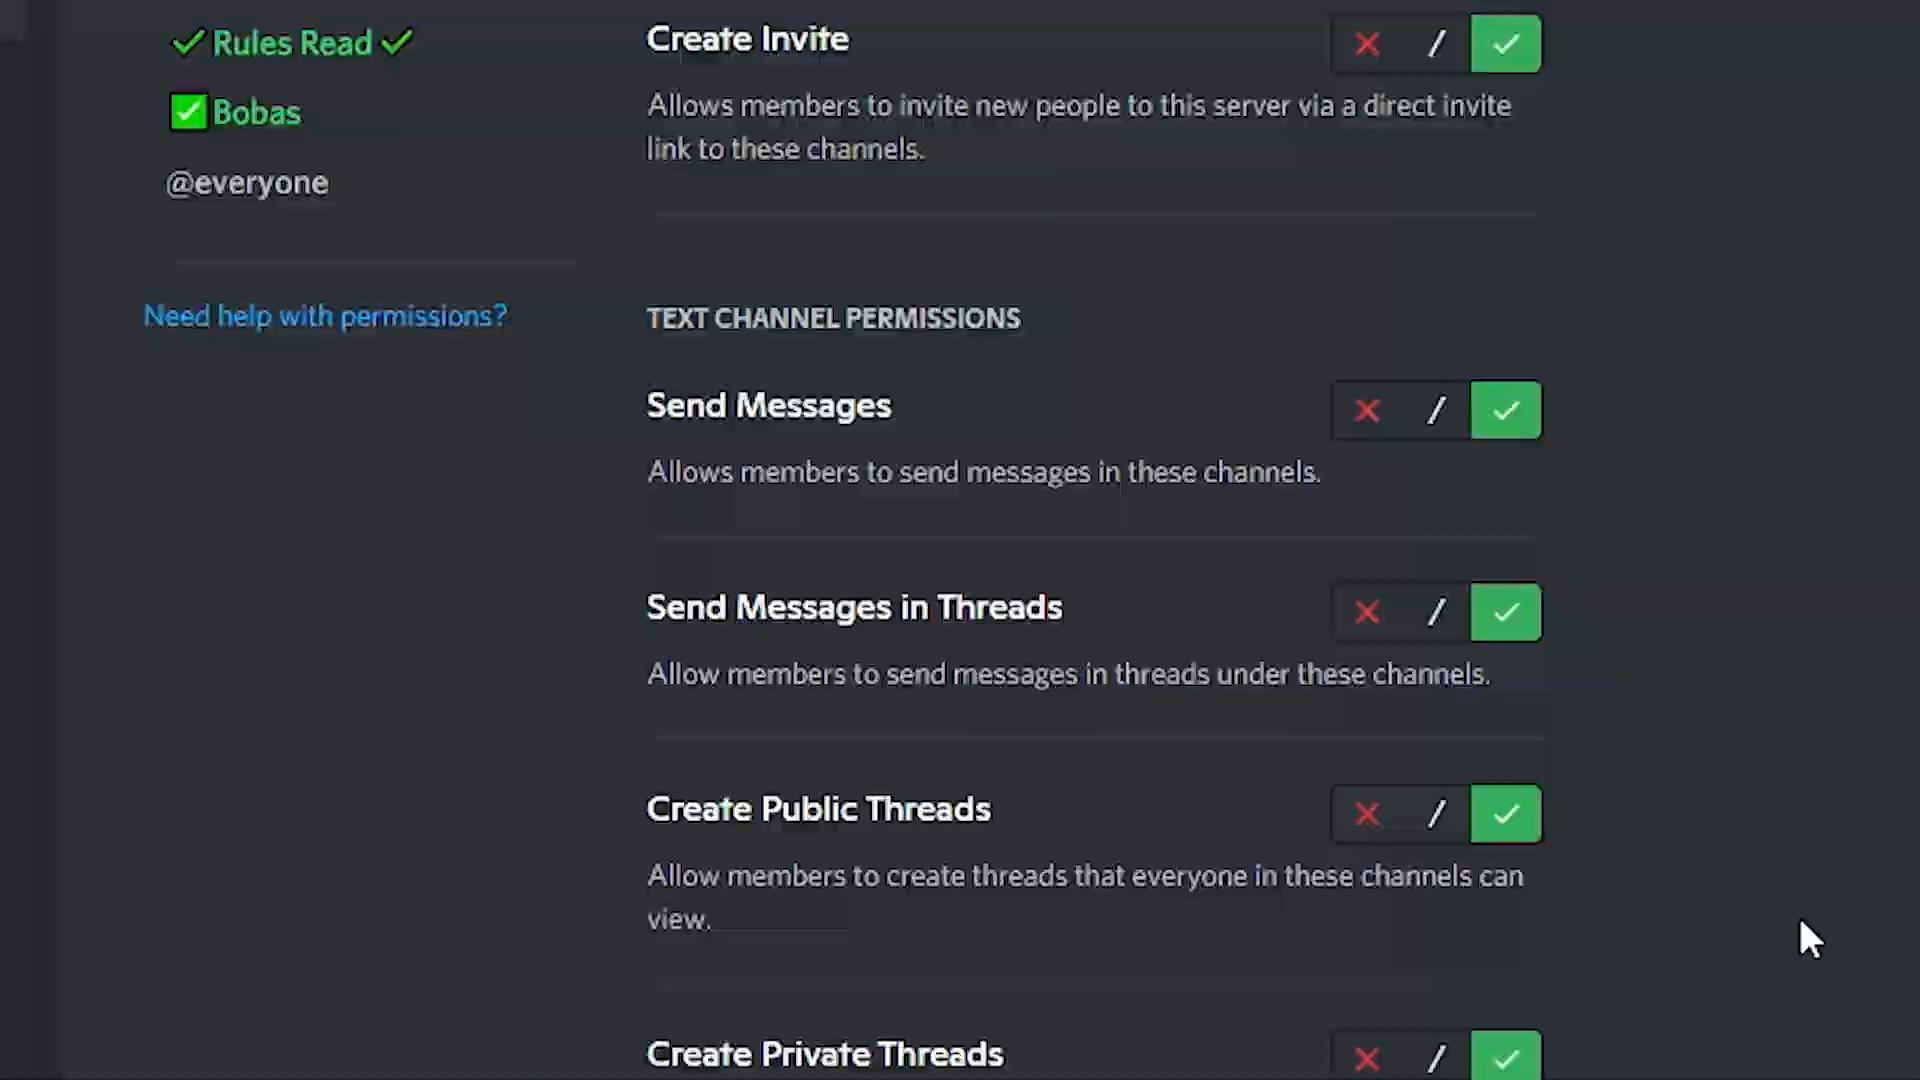 ✓ Rules Read ✓
✅ Bobas
@everyone
Need help with permissions?
Create Invite
Allows members to invite new people to this server via a direct invite
link to these channels.
TEXT CHANNEL PERMISSIONS
Send Messages
Allows members to send messages in these channels.
Send Messages in Threads
Allow members to send messages in threads under these channels.
Create Public Threads
Allow members to create threads that everyone in these channels can
view.
Create Private Threads